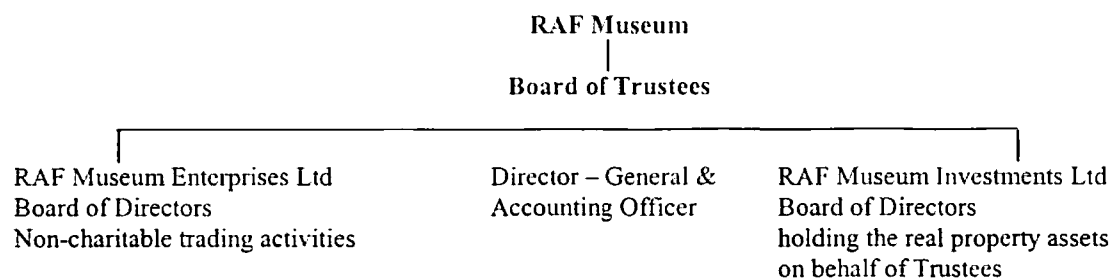 RAF Museum
Board of Trustees
RAF Museum Enterprises Ltd
Board of Directors
Non-charitable trading activities
Director – General &
Accounting Officer
RAF Museum Investments Ltd
Board of Directors
holding the real property assets
on behalf of Trustees